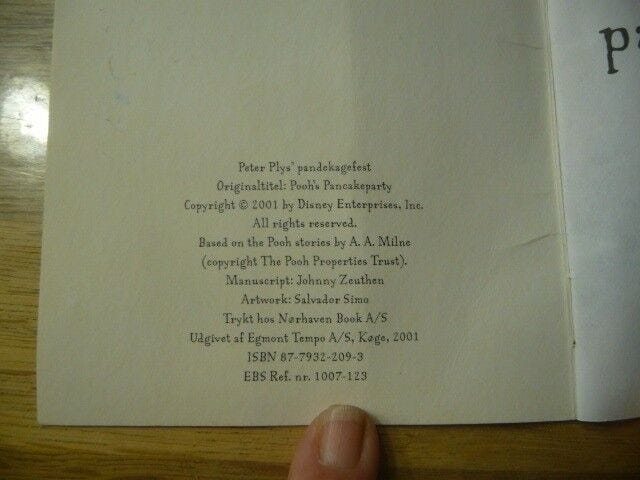 Peter Plys' pandekagefest
Originaltitel: Pooh's Pancakeparty
Copyright © 2001 by Disney Enterprises, Inc.
All rights reserved.
Based on the Pooh stories by A. A. Milne
(copyright The Pooh Properties Trust).
Manuscript: Johnny Zeuthen
Artwork: Salvador Simo
Trykt hos Nørhaven Book A/S
Udgivet af Egmont Tempo A/S, Køge, 2001
ISBN 87-7932-209-3
EBS Ref. nr. 1007-123